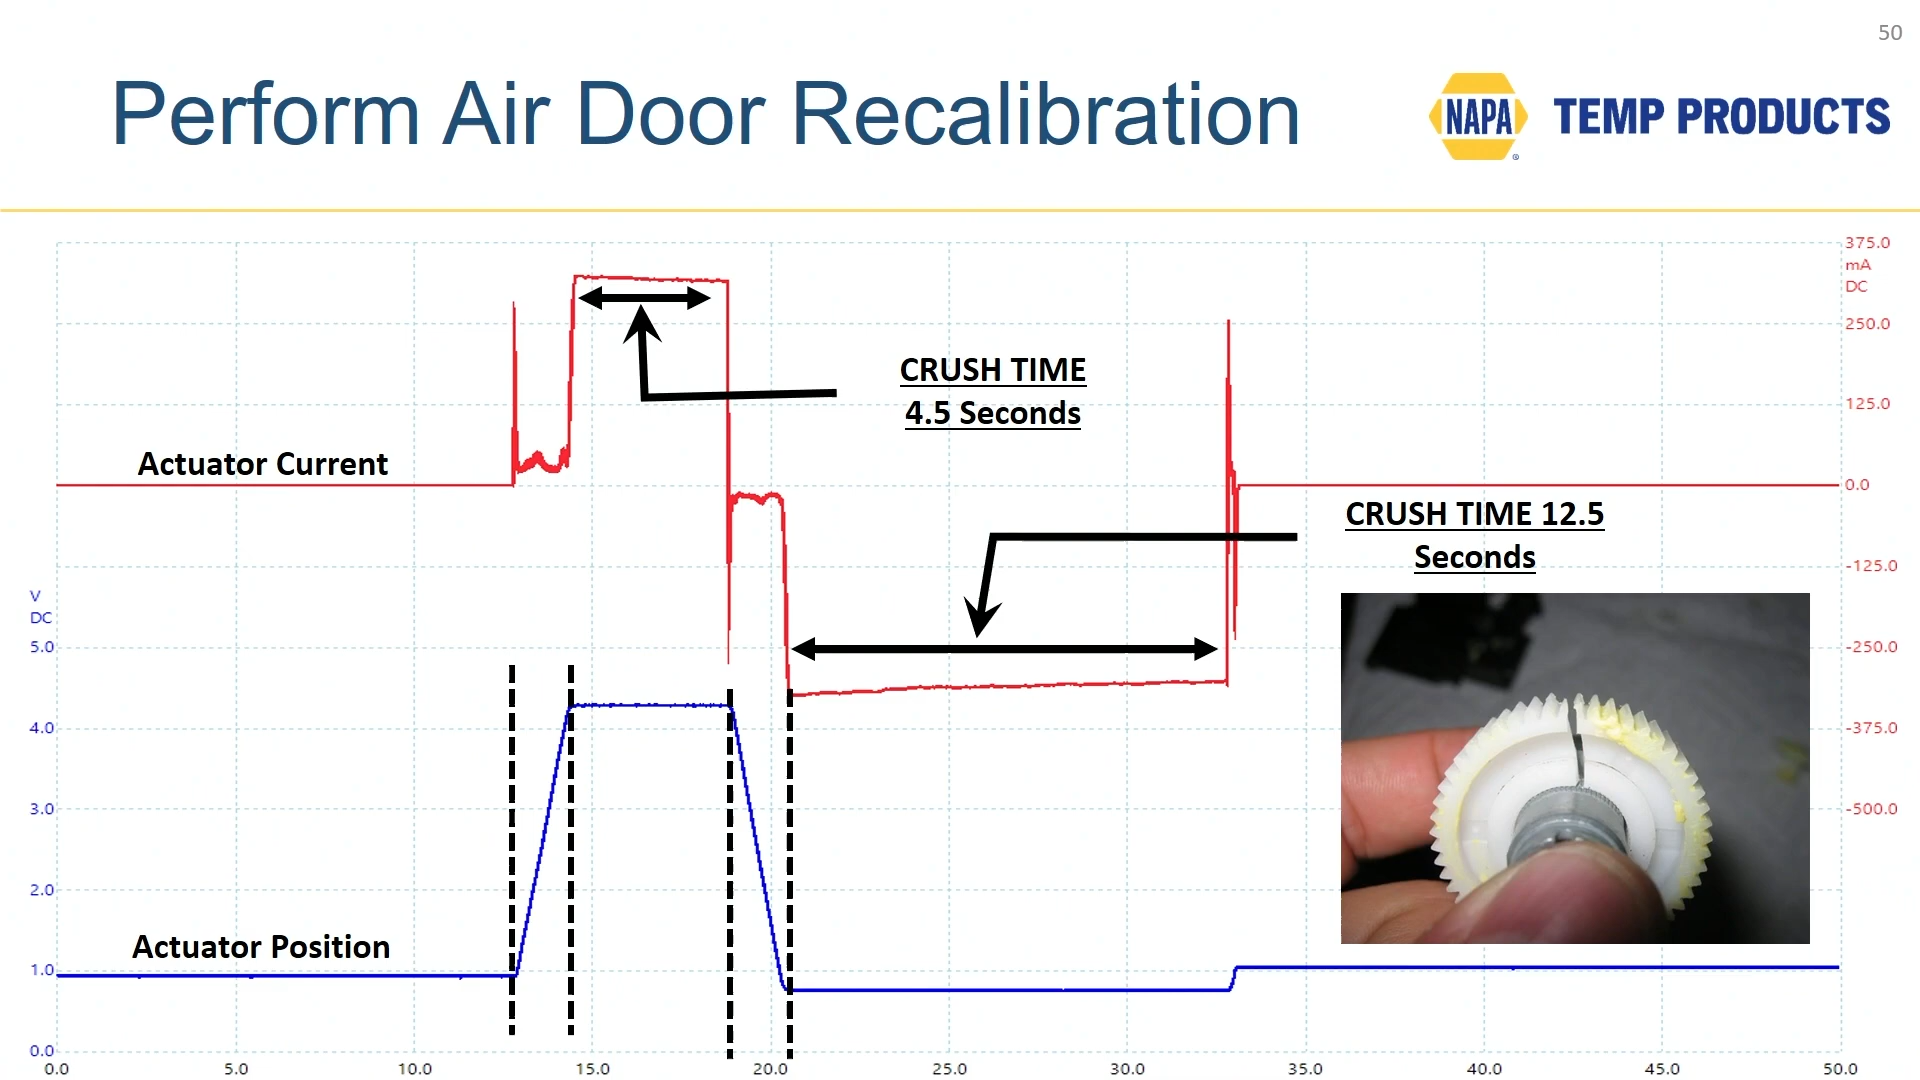 50
Perform Air Door Recalibration
NAPA
®
TEMP PRODUCTS
375.0
mA
DC
250.0
CRUSH TIME
4.5 Seconds
125.0
Actuator Current
0.0
CRUSH TIME 12.5
Seconds
-125.0
V
DC
5.0
-250.0
4.0
-375.0
3.0
-500.0
2.0
Actuator Position
1.0
0.0
0.0 5.0 10.0 15.0 20.0 25.0 30.0 35.0 40.0 45.0 50.0